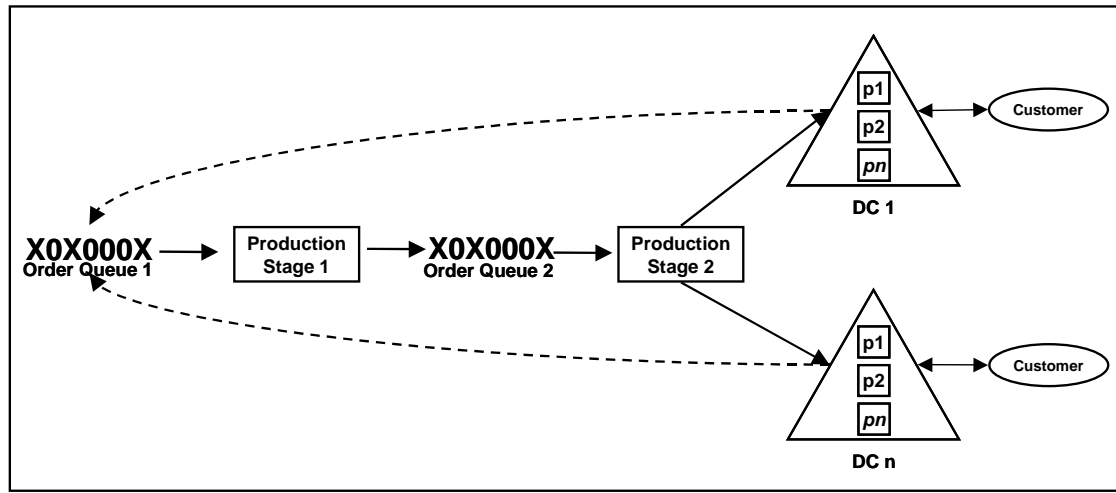 p1
p2
pn
DC 1
Customer
X0X000X
Order Queue 1
Production
Stage 1
X0X000X
Order Queue 2
Production
Stage 2
p1
p2
pn
DC n
Customer